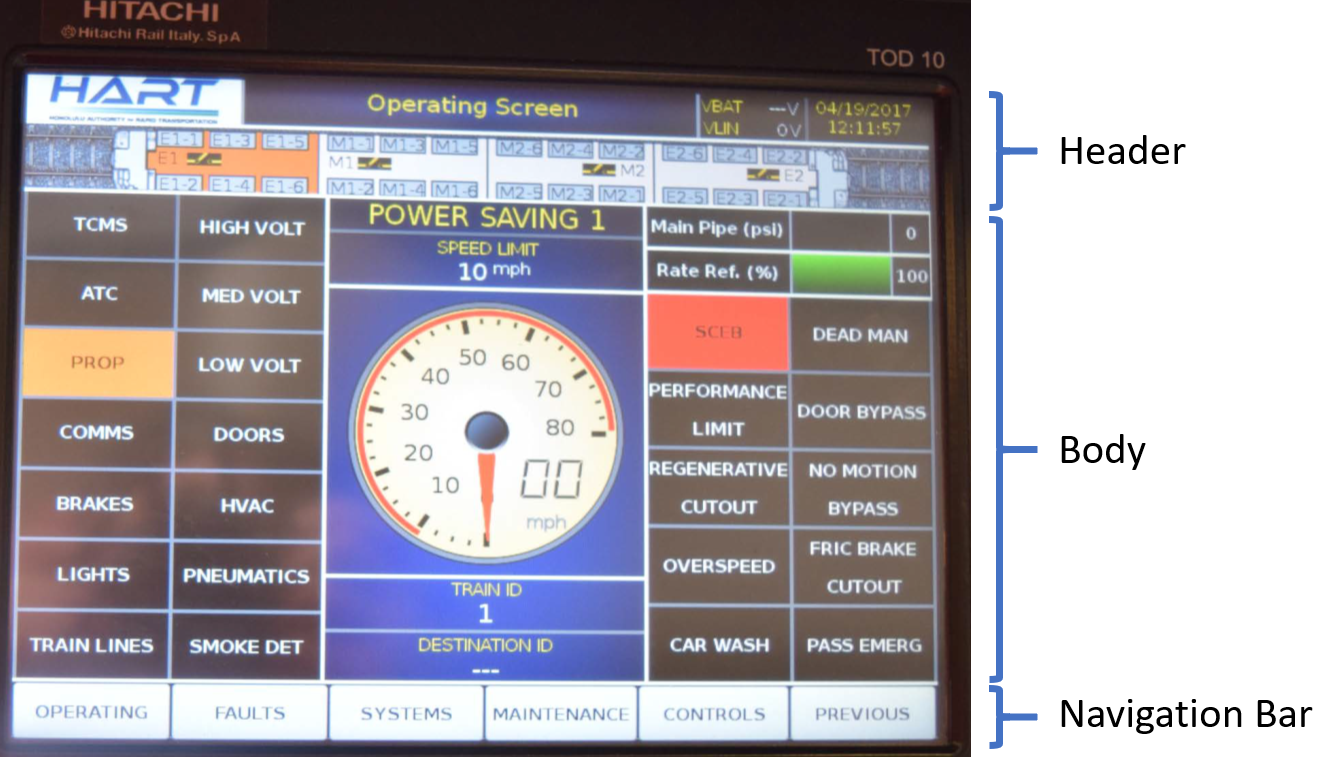 HITACHI
Hitachi Rail Italy. SpA
TOD 10
HART
HONOLULU AUTHORITY for RAPID TRANSPORTATION
Operating Screen
VBAT ---V
VLIN 0V
04/19/2017
12:11:57
E1-1 E1-3 E1-5 M1-1 M1-3 M1-5 M2-6 M2-4 M2-2 E2-6 E2-4 E2-2
E1 M1 M2 E2
E1-2 E1-4 E1-6 M1-2 M1-4 M1-6 M2-5 M2-3 M2-1 E2-5 E2-3 E2-1
TCMS
HIGH VOLT
ATC
MED VOLT
PROP
LOW VOLT
COMMS
DOORS
BRAKES
HVAC
LIGHTS
PNEUMATICS
TRAIN LINES
SMOKE DET
POWER SAVING 1
SPEED LIMIT
10 mph
10 20 30 40 50 60 70 80
00
mph
TRAIN ID
1
DESTINATION ID
---
Main Pipe (psi) 0
Rate Ref. (%) 100
SCEB
DEAD MAN
PERFORMANCE
LIMIT
DOOR BYPASS
REGENERATIVE
CUTOUT
NO MOTION
BYPASS
OVERSPEED
FRIC BRAKE
CUTOUT
CAR WASH
PASS EMERG
OPERATING
FAULTS
SYSTEMS
MAINTENANCE
CONTROLS
PREVIOUS
Header
Body
Navigation Bar